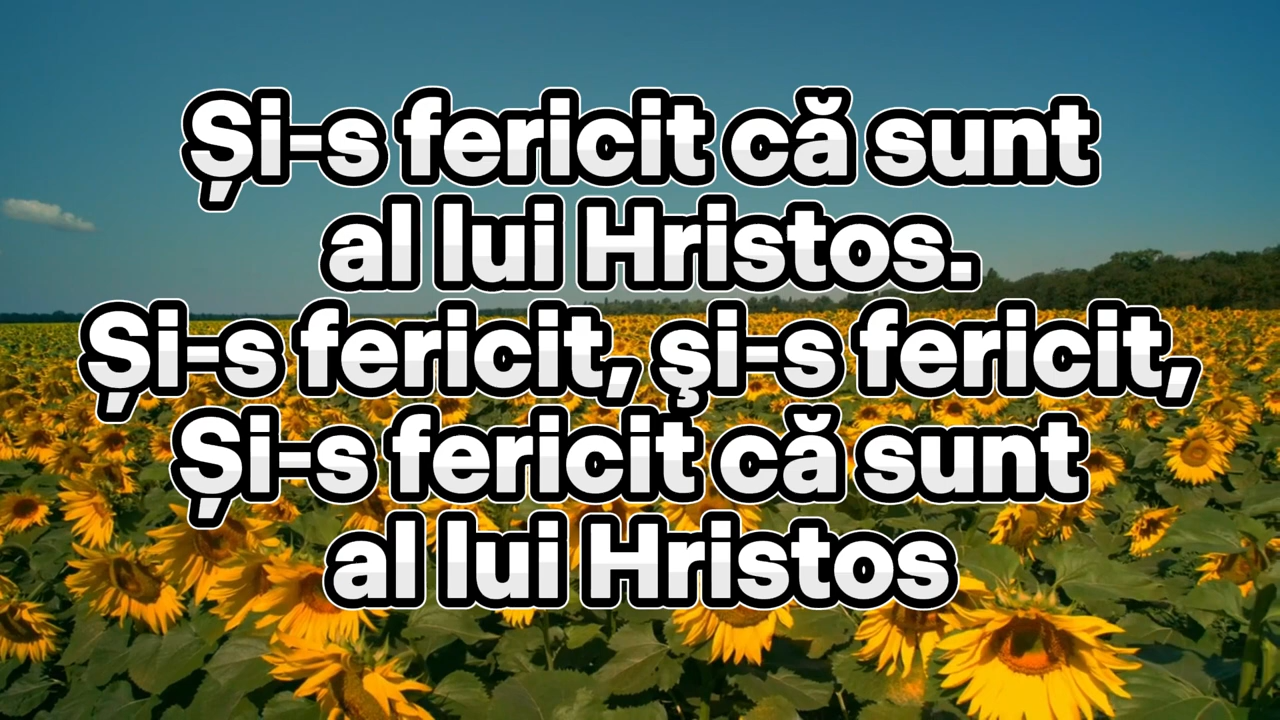 Și-s fericit că sunt
al lui Hristos.
Și-s fericit, şi-s fericit,
Și-s fericit că sunt
al lui Hristos